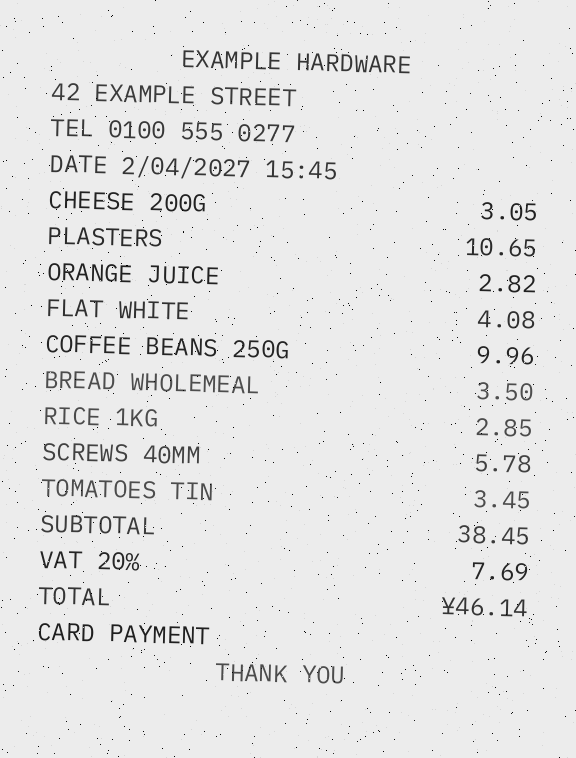 EXAMPLE HARDWARE
42 EXAMPLE STREET
TEL 0100 555 0277
DATE 2/04/2027 15:45
CHEESE 200G 3.05
PLASTERS 10.65
ORANGE JUICE 2.82
FLAT WHITE 4.08
COFFEE BEANS 250G 9.96
BREAD WHOLEMEAL 3.50
RICE 1KG 2.85
SCREWS 40MM 5.78
TOMATOES TIN 3.45
SUBTOTAL 38.45
VAT 20% 7.69
TOTAL ¥46.14
CARD PAYMENT
THANK YOU